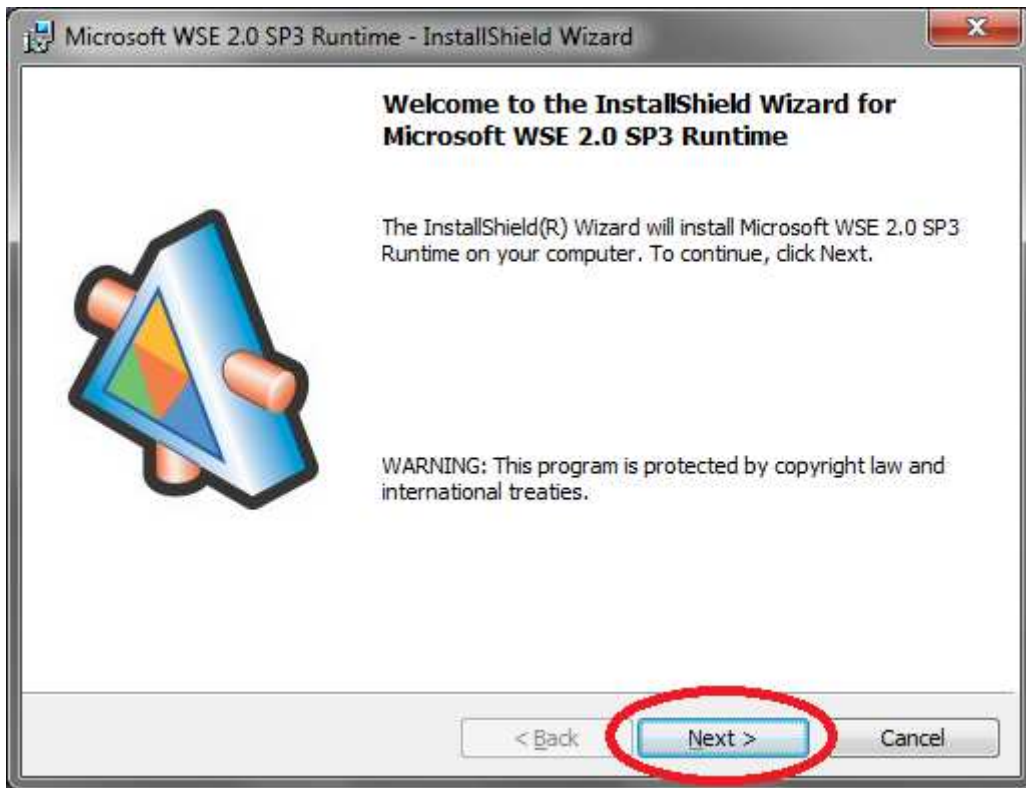 Microsoft WSE 2.0 SP3 Runtime - InstallShield Wizard
Welcome to the InstallShield Wizard for
Microsoft WSE 2.0 SP3 Runtime
The InstallShield(R) Wizard will install Microsoft WSE 2.0 SP3
Runtime on your computer. To continue, click Next.
WARNING: This program is protected by copyright law and
international treaties.
< Back Next > Cancel